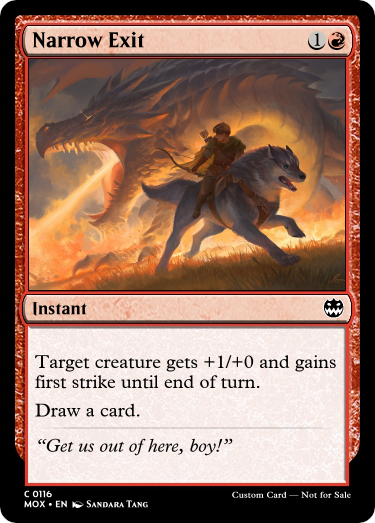 Narrow Exit
1
Instant
Target creature gets +1/+0 and gains
first strike until end of turn.
Draw a card.
“Get us out of here, boy!”
C 0116
MOX • EN SANDARA TANG
Custom Card — Not for Sale